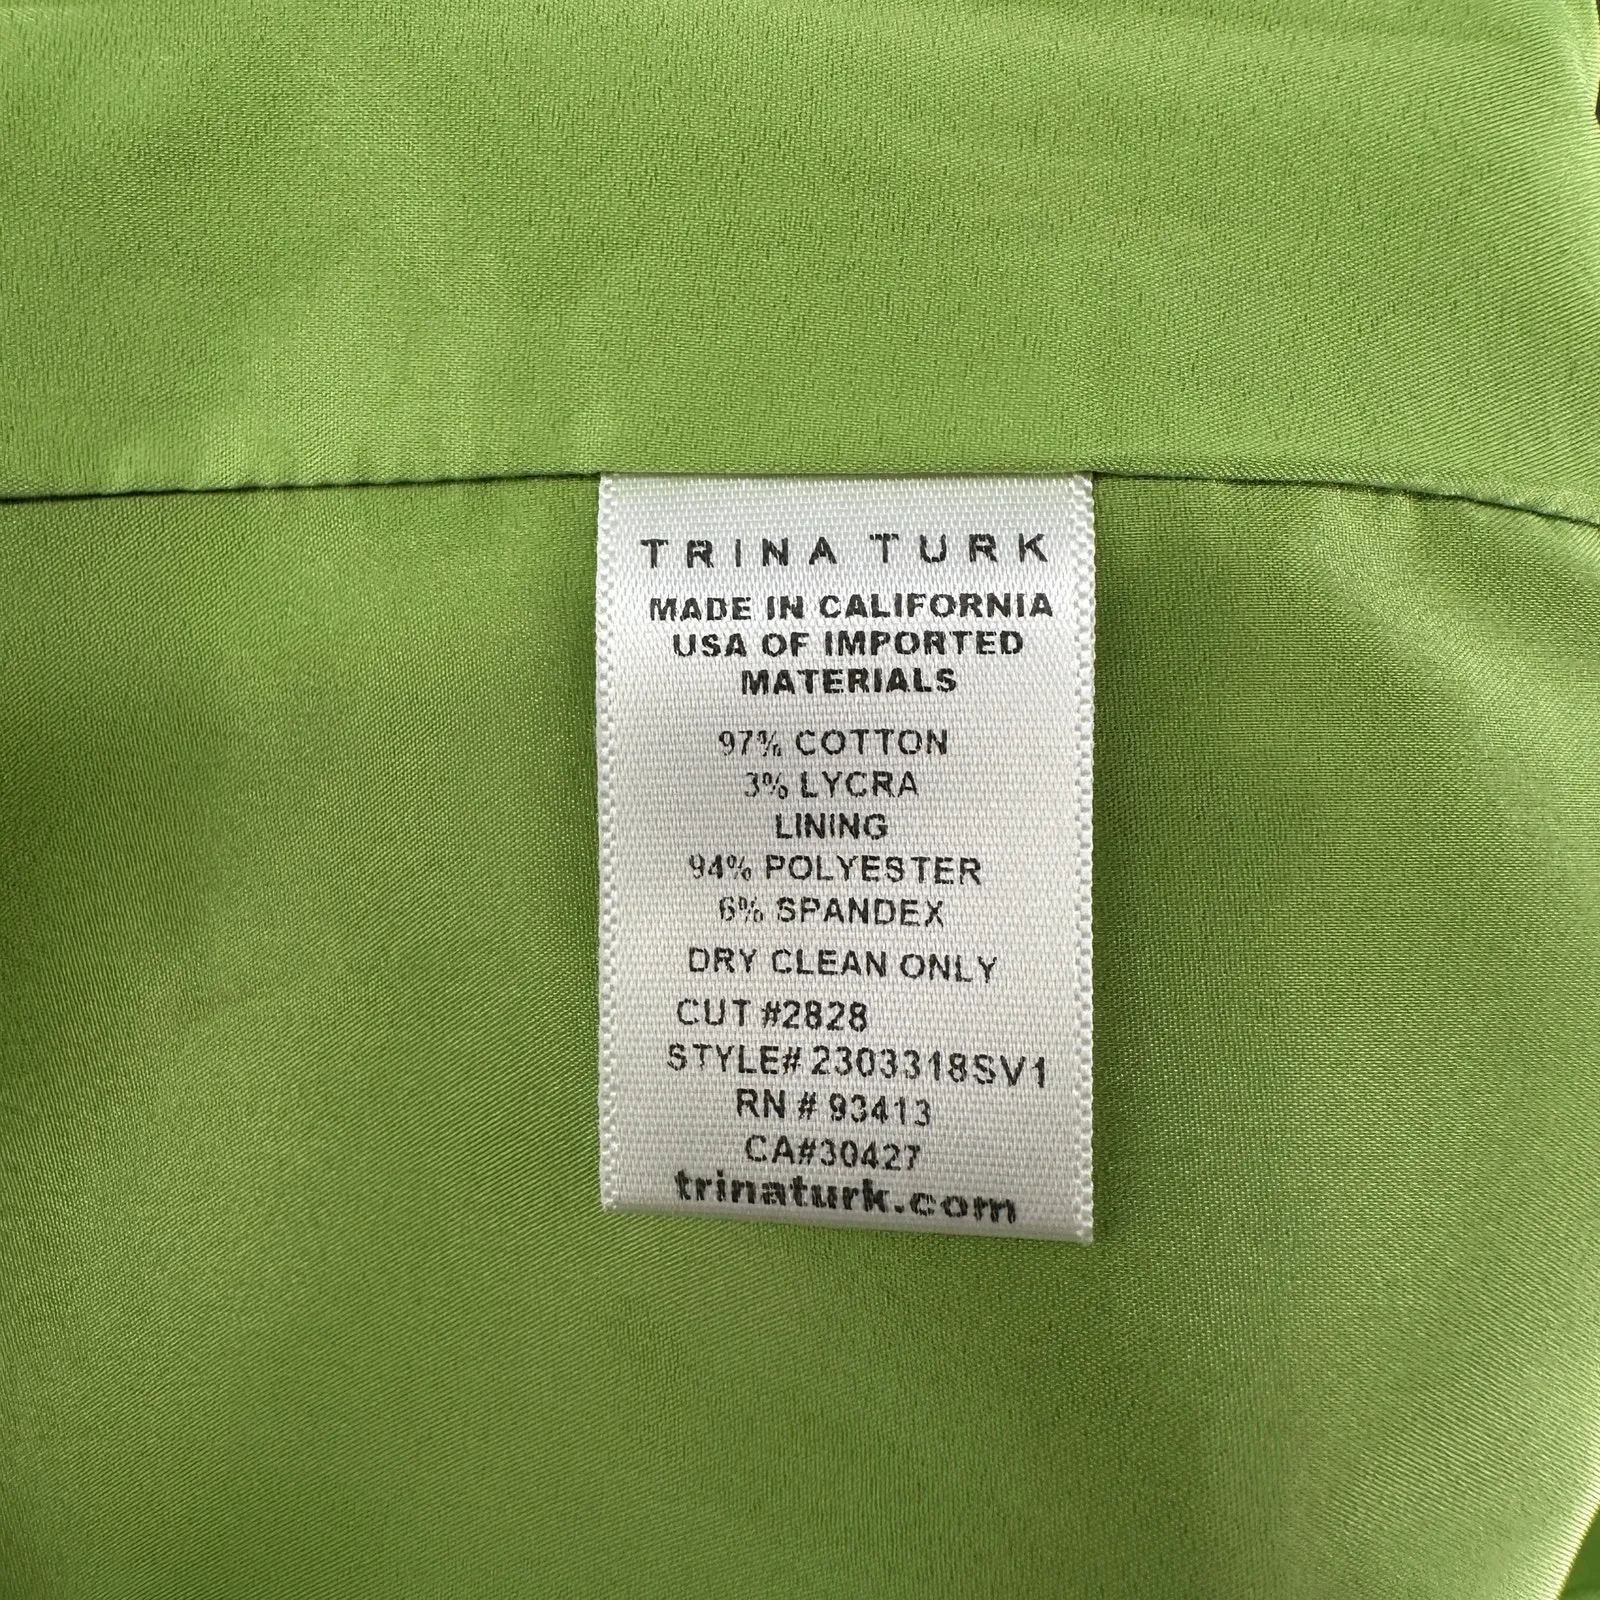 TRINA TURK
MADE IN CALIFORNIA
USA OF IMPORTED
MATERIALS
97% COTTON
3% LYCRA
LINING
94% POLYESTER
6% SPANDEX
DRY CLEAN ONLY
CUT #2828
STYLE# 2303318SV1
RN # 93413
CA#30427
trinaturk.com